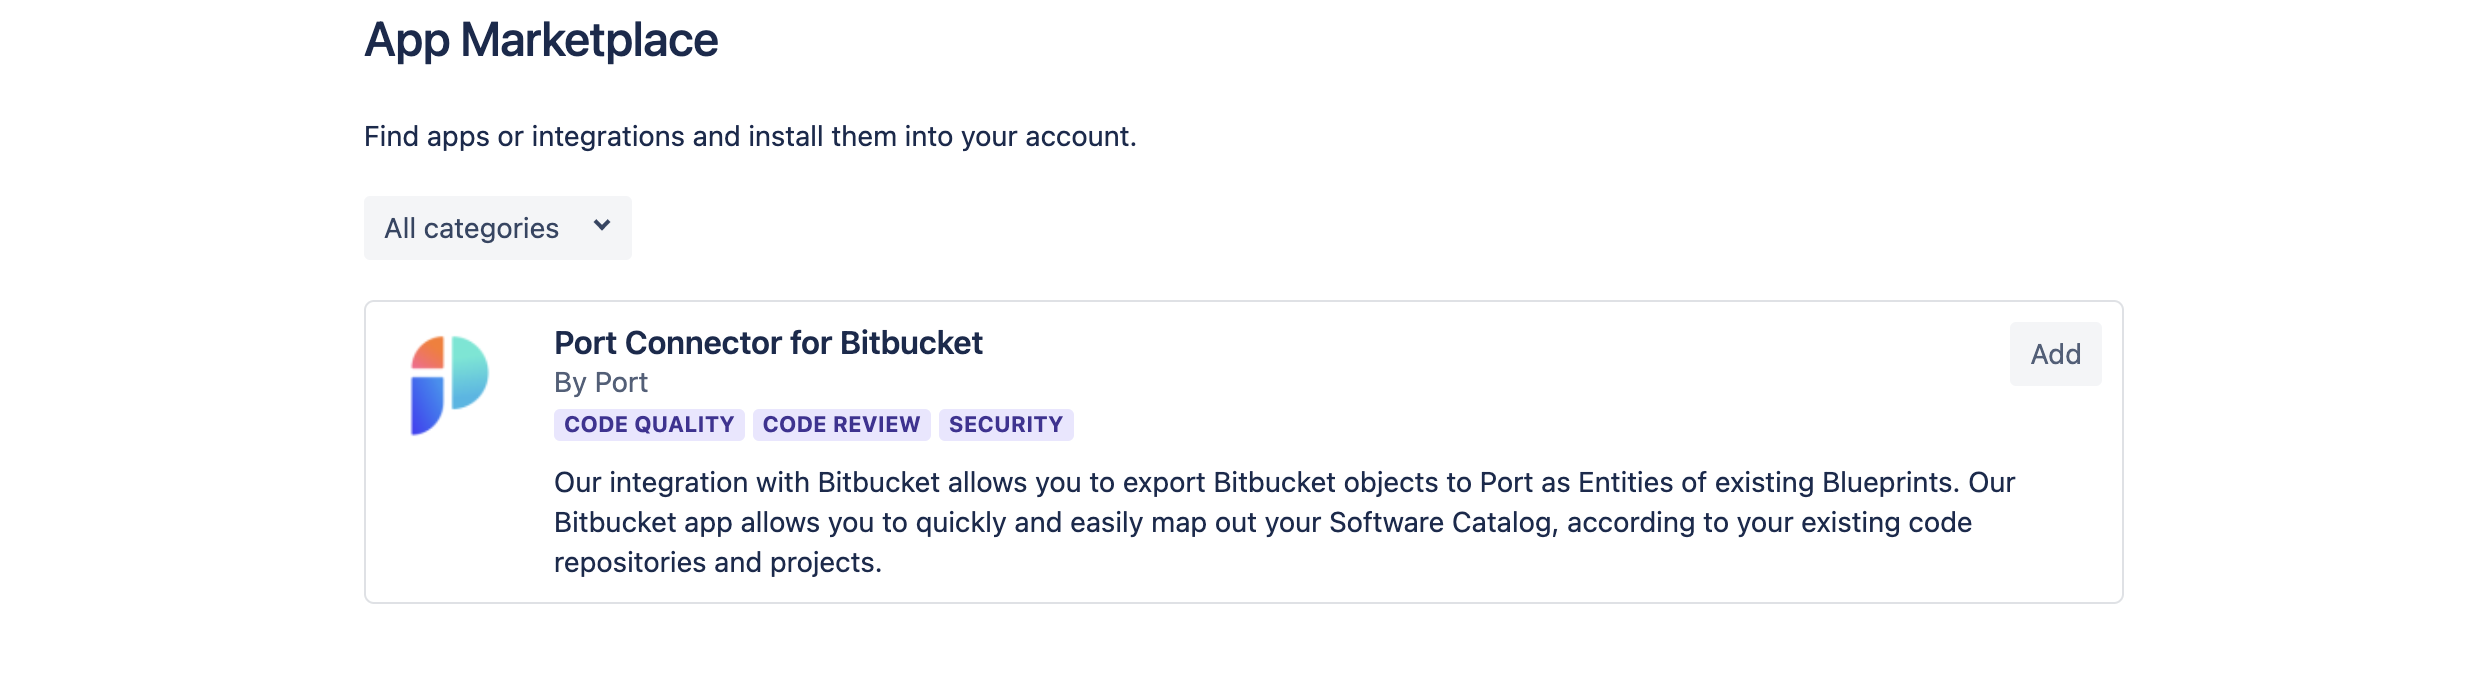 App Marketplace
Find apps or integrations and install them into your account.
All categories
Port Connector for Bitbucket
Add
By Port
CODE QUALITY CODE REVIEW SECURITY
Our integration with Bitbucket allows you to export Bitbucket objects to Port as Entities of existing Blueprints. Our
Bitbucket app allows you to quickly and easily map out your Software Catalog, according to your existing code
repositories and projects.